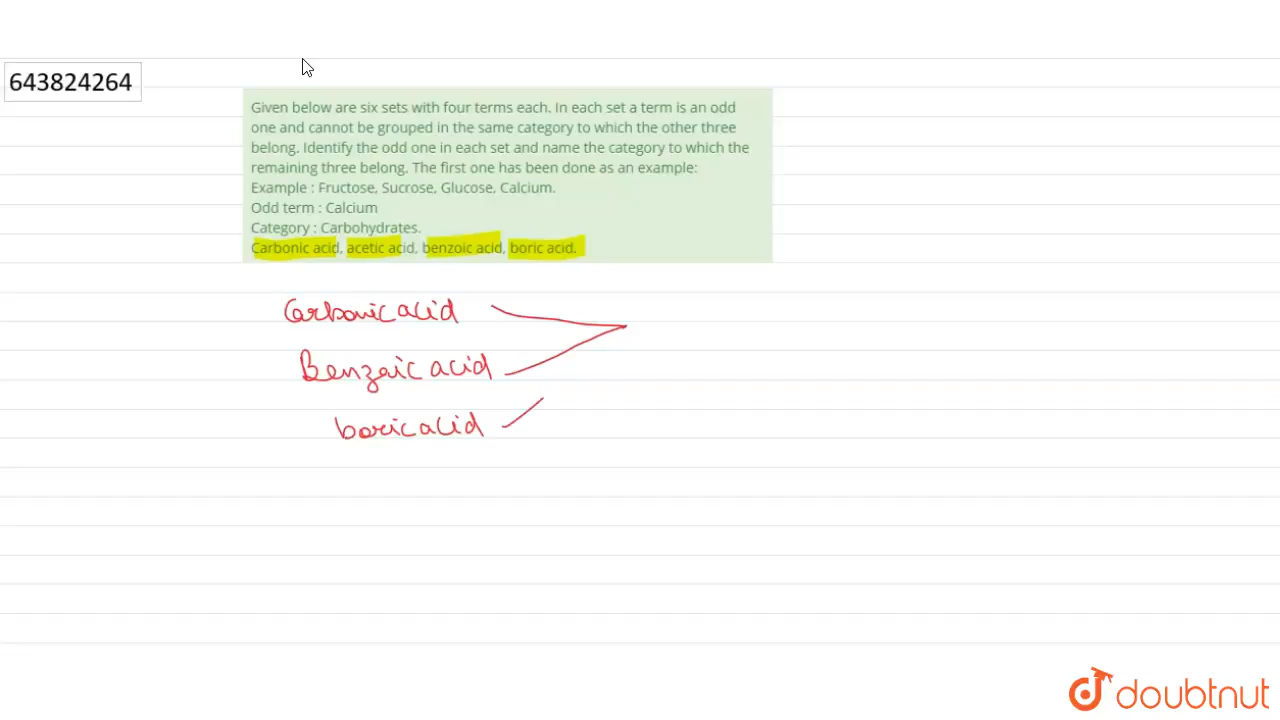 643824264
Given below are six sets with four terms each. In each set a term is an odd
one and cannot be grouped in the same category to which the other three
belong. Identify the odd one in each set and name the category to which the
remaining three belong. The first one has been done as an example:
Example : Fructose, Sucrose, Glucose, Calcium.
Odd term : Calcium
Category : Carbohydrates.
Carbonic acid, acetic acid, benzoic acid, boric acid.
Carbonic acid
Benzoic acid
boric acid
doubtnut